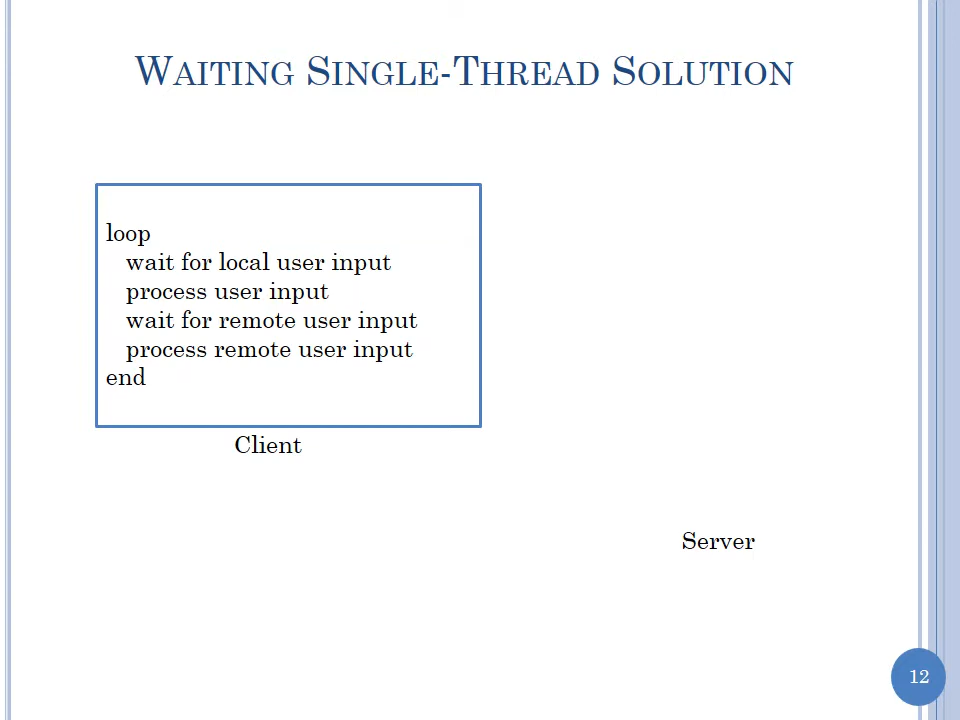 WAITING SINGLE-THREAD SOLUTION
loop
wait for local user input
process user input
wait for remote user input
process remote user input
end
Client
Server
12